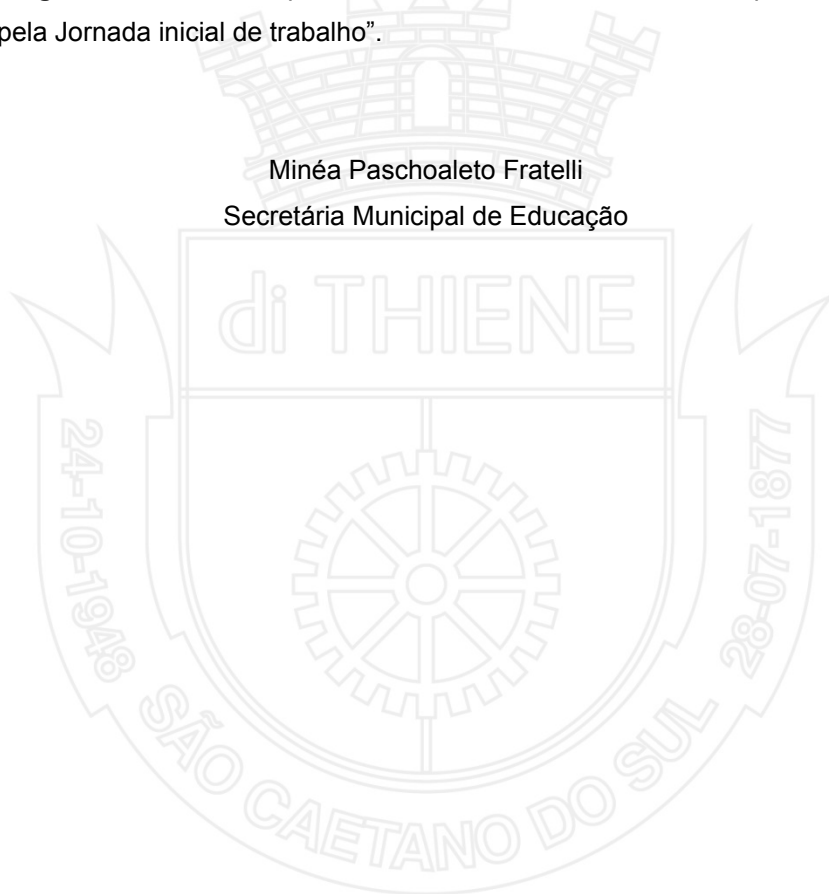 pela Jornada inicial de trabalho”.
Minéa Paschoaleto Fratelli
Secretária Municipal de Educação
di THIENE
24-10-1948
28-07-1877
SÃO CAETANO DO SUL